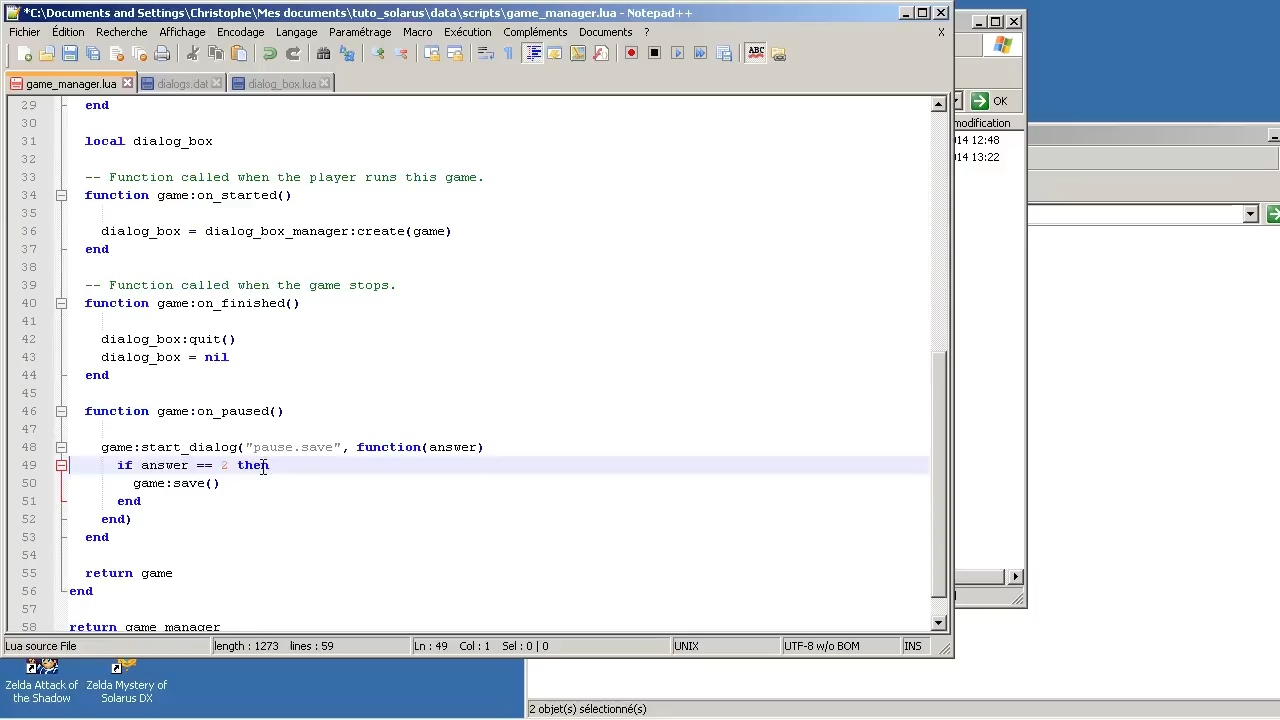 *C:\Documents and Settings\Christophe\Mes documents\tuto_solarus\data\scripts\game_manager.lua - Notepad++
Fichier Édition Recherche Affichage Encodage Langage Paramétrage Macro Exécution Compléments Documents ? X
ABC
OK
game_manager.lua dialogs.dat dialog_box.lua
modification
014 12:48
014 13:22
29 end
30
31 local dialog_box
32
33 -- Function called when the player runs this game.
34 function game:on_started()
35
36 dialog_box = dialog_box_manager:create(game)
37 end
38
39 -- Function called when the game stops.
40 function game:on_finished()
41
42 dialog_box:quit()
43 dialog_box = nil
44 end
45
46 function game:on_paused()
47
48 game:start_dialog("pause.save", function(answer)
49 if answer == 2 then
50 game:save()
51 end
52 end)
53 end
54
55 return game
56 end
57
58 return game_manager
Lua source File length : 1273 lines : 59 Ln : 49 Col : 1 Sel : 0 | 0 UNIX UTF-8 w/o BOM INS
Zelda Attack of the Shadow
Zelda Mystery of Solarus DX
2 objet(s) sélectionné(s)